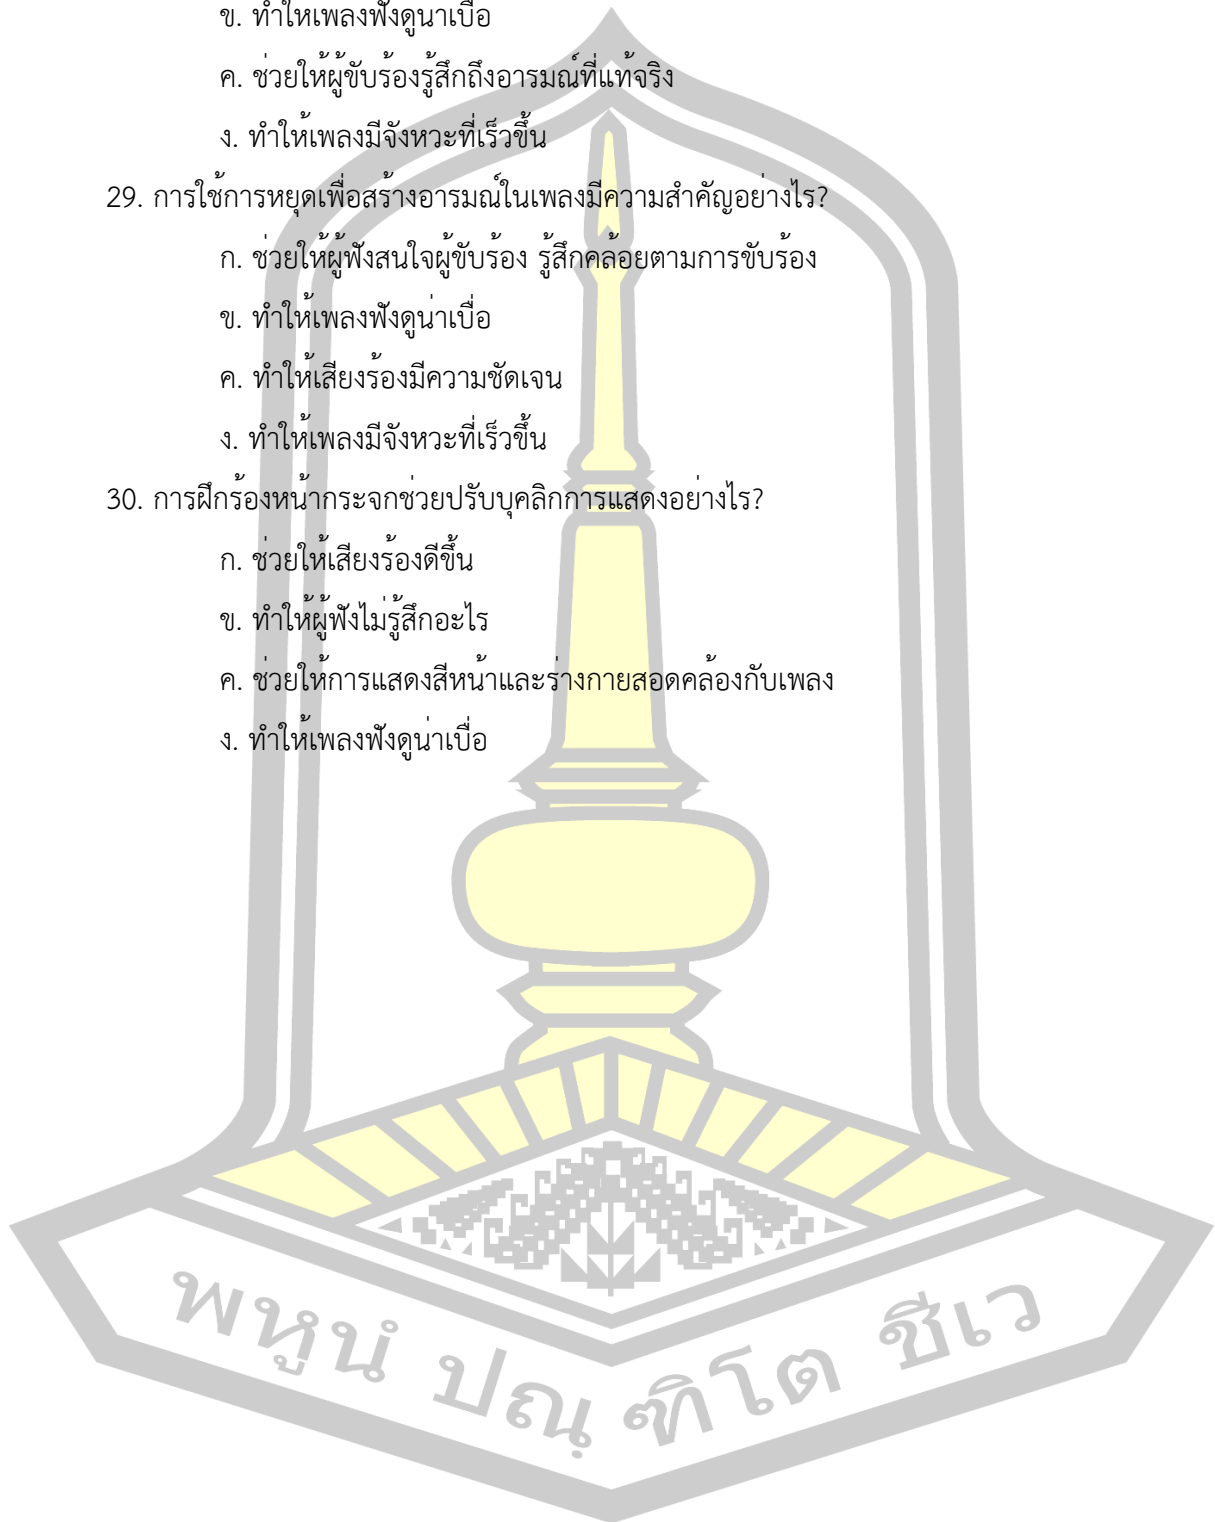 ข. ทำให้เพลงฟังดูน่าเบื่อ
ค. ช่วยให้ผู้ขับร้องรู้สึกถึงอารมณ์ที่แท้จริง
ง. ทำให้เพลงมีจังหวะที่เร็วขึ้น
29. การใช้การหยุดเพื่อสร้างอารมณ์ในเพลงมีความสำคัญอย่างไร?
ก. ช่วยให้ผู้ฟังสนใจผู้ขับร้อง รู้สึกคล้อยตามการขับร้อง
ข. ทำให้เพลงฟังดูน่าเบื่อ
ค. ทำให้เสียงร้องมีความชัดเจน
ง. ทำให้เพลงมีจังหวะที่เร็วขึ้น
30. การฝึกร้องหน้ากระจกช่วยปรับบุคลิกการแสดงอย่างไร?
ก. ช่วยให้เสียงร้องดีขึ้น
ข. ทำให้ผู้ฟังไม่รู้สึกอะไร
ค. ช่วยให้การแสดงสีหน้าและร่างกายสอดคล้องกับเพลง
ง. ทำให้เพลงฟังดูน่าเบื่อ
พหูนํ ปณฺฑิโต ชีเว